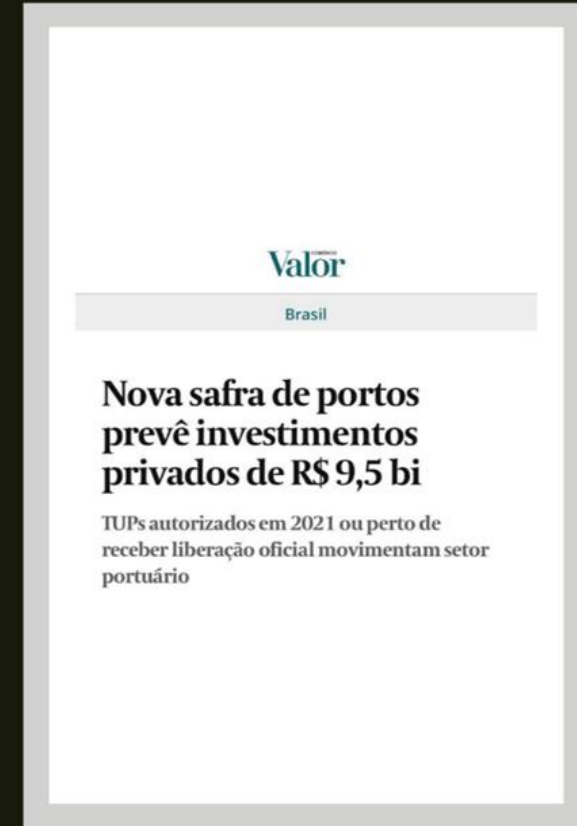 Valor
Brasil
Nova safra de portos
prevê investimentos
privados de R$ 9,5 bi
TUPs autorizados em 2021 ou perto de
receber liberação oficial movimentam setor
portuário